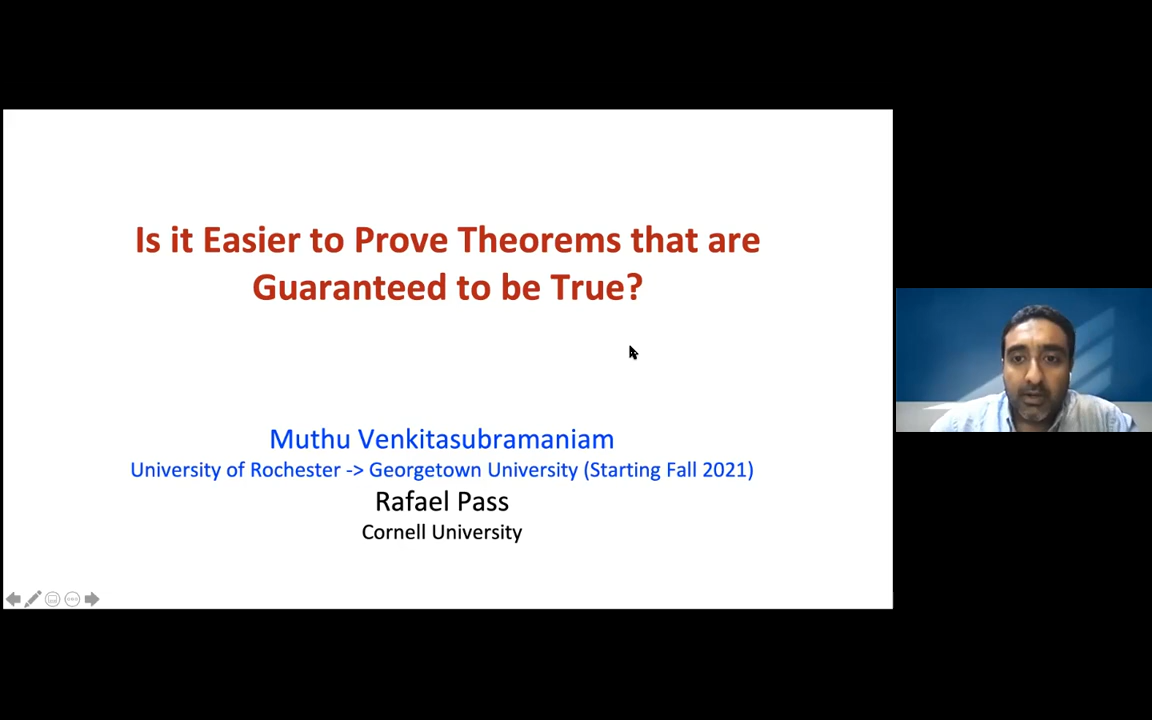 Is it Easier to Prove Theorems that are
Guaranteed to be True?
Muthu Venkitasubramaniam
University of Rochester -> Georgetown University (Starting Fall 2021)
Rafael Pass
Cornell University